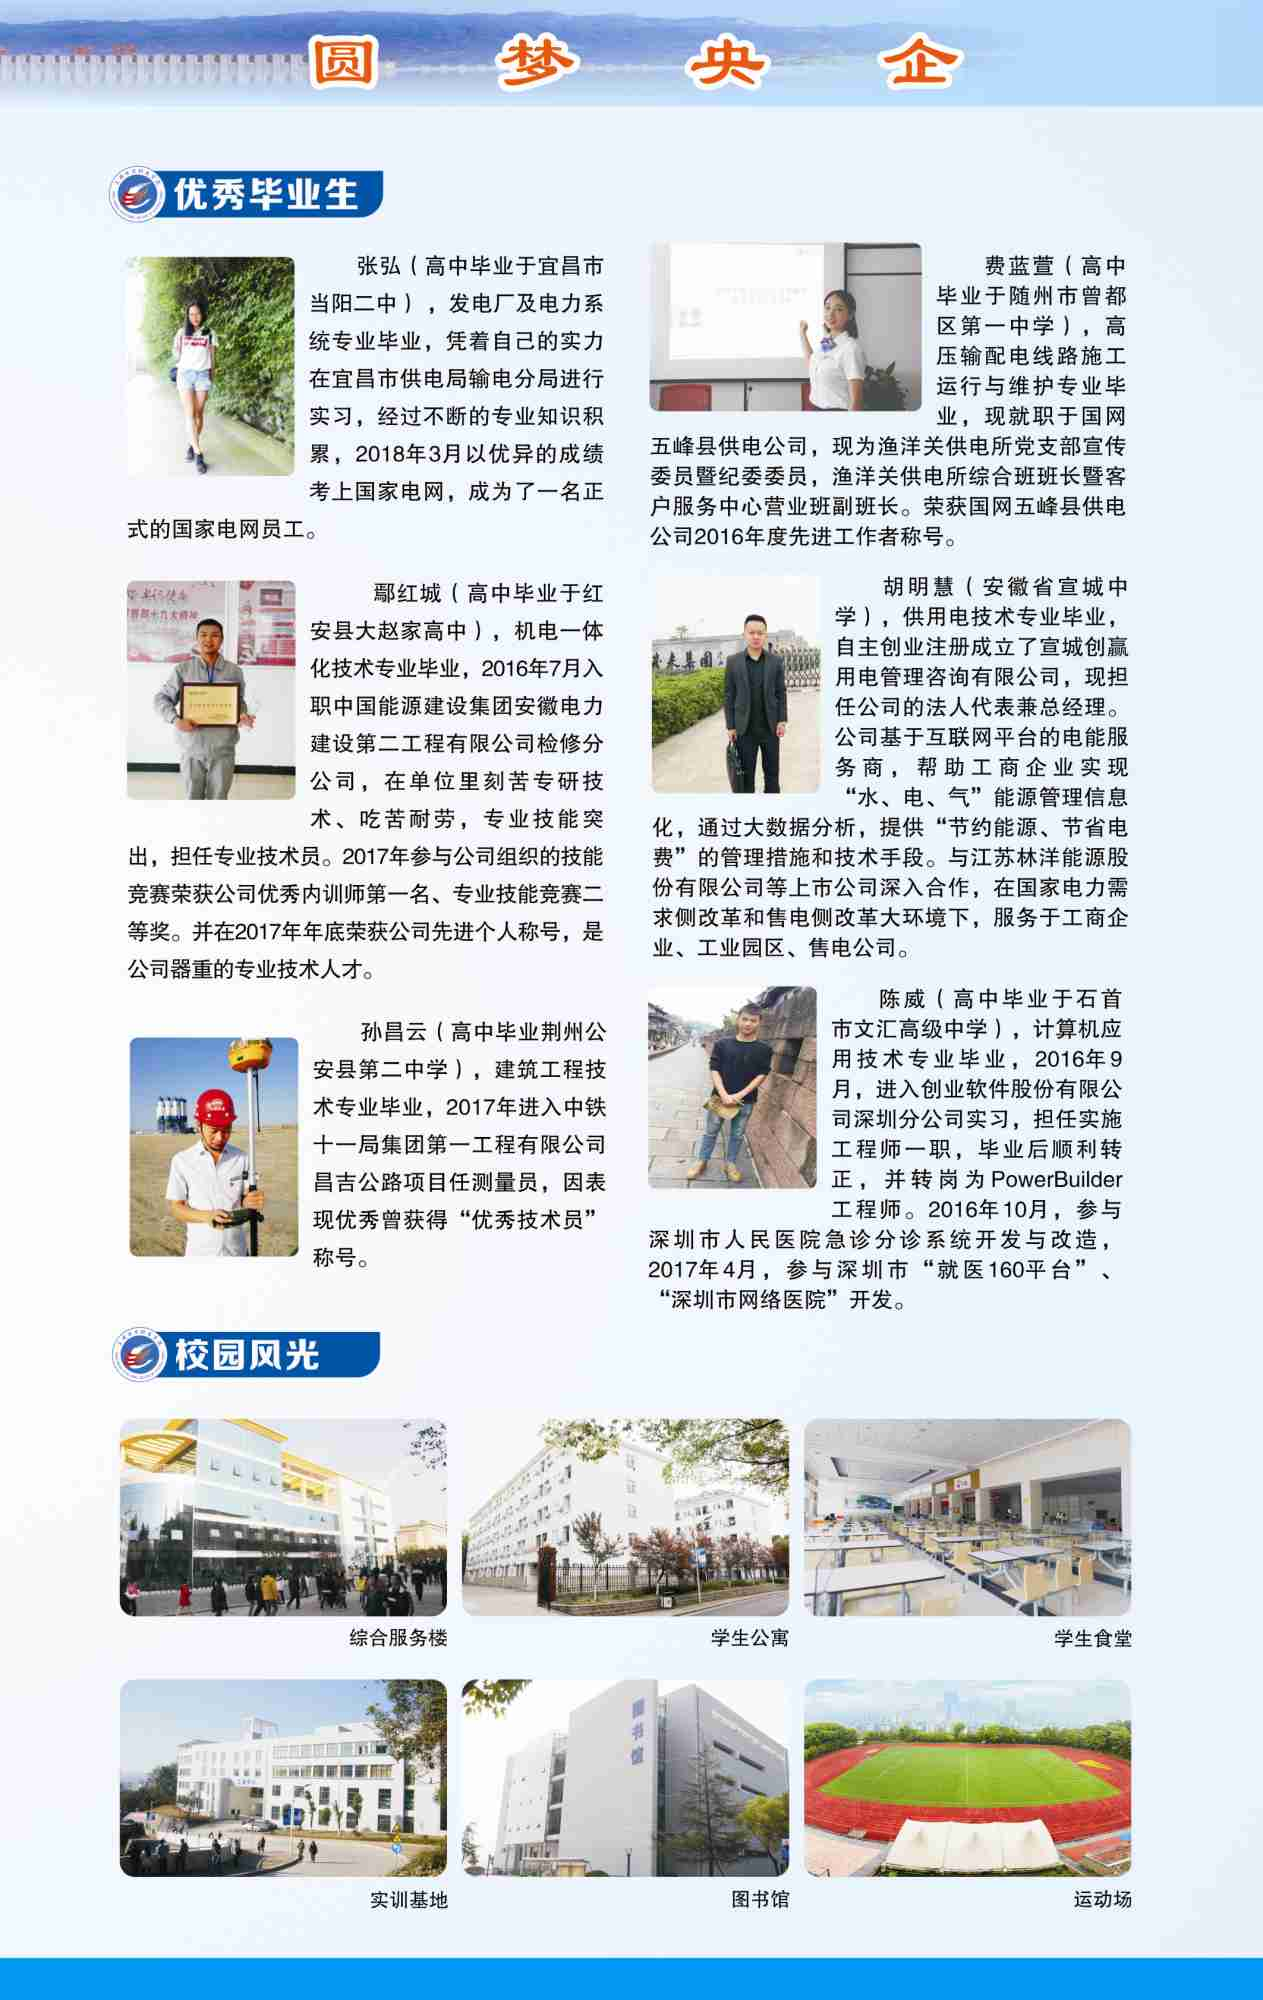 圆梦央企
优秀毕业生
张弘（高中毕业于宜昌市
当阳二中），发电厂及电力系
统专业毕业，凭着自己的实力
在宜昌市供电局输电分局进行
实习，经过不断的专业知识积
累，2018年3月以优异的成绩
考上国家电网，成为了一名正
式的国家电网员工。
鄢红城（高中毕业于红
安县大赵家高中），机电一体
化技术专业毕业，2016年7月入
职中国能源建设集团安徽电力
建设第二工程有限公司检修分
公司，在单位里刻苦专研技
术、吃苦耐劳，专业技能突
出，担任专业技术员。2017年参与公司组织的技能
竞赛荣获公司优秀内训师第一名、专业技能竞赛二
等奖。并在2017年年底荣获公司先进个人称号，是
公司器重的专业技术人才。
孙昌云（高中毕业荆州公
安县第二中学），建筑工程技
术专业毕业，2017年进入中铁
十一局集团第一工程有限公司
昌吉公路项目任测量员，因表
现优秀曾获得“优秀技术员”
称号。
费蓝萱（高中
毕业于随州市曾都
区第一中学），高
压输配电线路施工
运行与维护专业毕
业，现就职于国网
五峰县供电公司，现为渔洋关供电所党支部宣传
委员暨纪委委员，渔洋关供电所综合班班长暨客
户服务中心营业班副班长。荣获国网五峰县供电
公司2016年度先进工作者称号。
胡明慧（安徽省宣城中
学），供用电技术专业毕业，
自主创业注册成立了宣城创赢
用电管理咨询有限公司，现担
任公司的法人代表兼总经理。
公司基于互联网平台的电能服
务商，帮助工商企业实现
“水、电、气”能源管理信息
化，通过大数据分析，提供“节约能源、节省电
费”的管理措施和技术手段。与江苏林洋能源股
份有限公司等上市公司深入合作，在国家电力需
求侧改革和售电侧改革大环境下，服务于工商企
业、工业园区、售电公司。
陈威（高中毕业于石首
市文汇高级中学），计算机应
用技术专业毕业，2016年9
月，进入创业软件股份有限公
司深圳分公司实习，担任实施
工程师一职，毕业后顺利转
正，并转岗为PowerBuilder
工程师。2016年10月，参与
深圳市人民医院急诊分诊系统开发与改造，
2017年4月，参与深圳市“就医160平台”、
“深圳市网络医院”开发。
校园风光
综合服务楼
学生公寓
学生食堂
图书馆
实训基地
图书馆
运动场